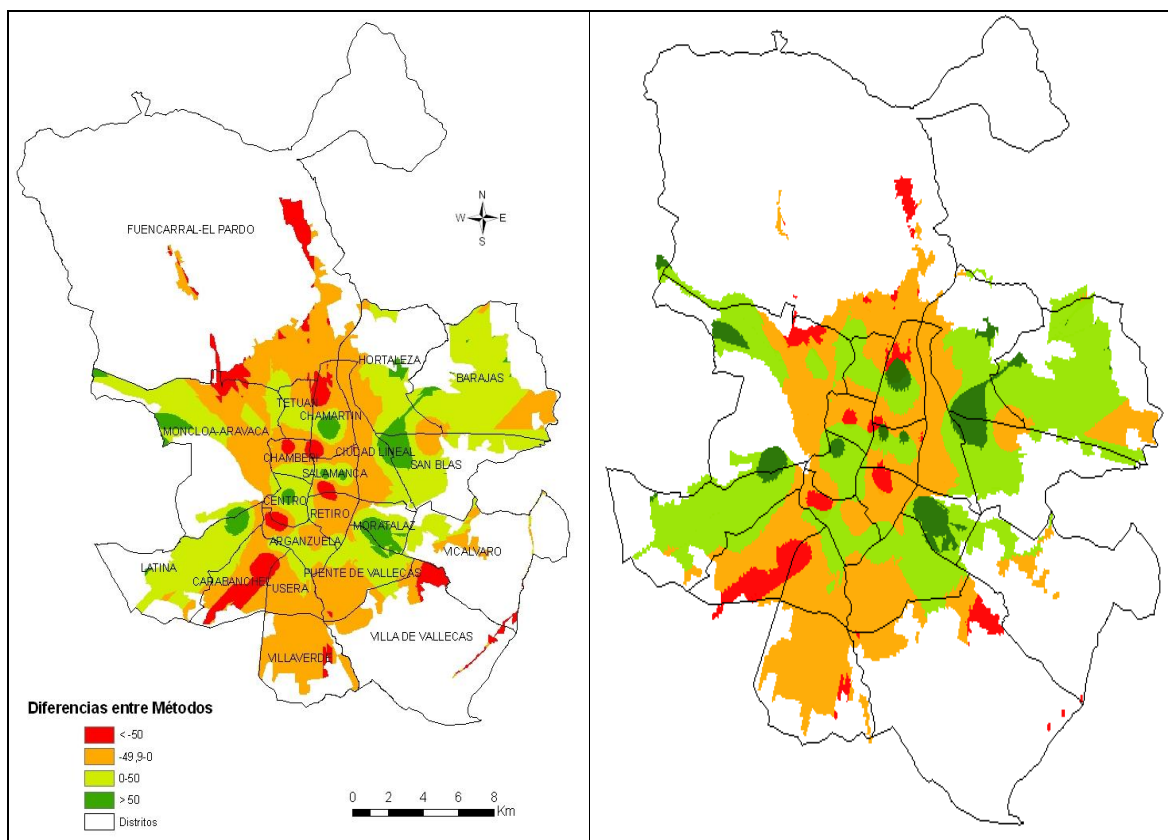 N
W E
S
FUENCARRAL-EL PARDO
HORTALEZA
BARAJAS
TETUAN
CHAMARTIN
MONCLOA-ARAVACA
CIUDAD LINEAL
CHAMBERI
SAN BLAS
SALAMANCA
CENTRO
RETIRO
MORATALAZ
ARGANZUELA
VICALVARO
LATINA
PUENTE DE VALLECAS
CARABANCHEL
USERA
VILLA DE VALLECAS
VILLAVERDE
Diferencias entre Métodos
< -50
-49,9-0
0-50
> 50
Distritos
0 2 4 6 8
Km